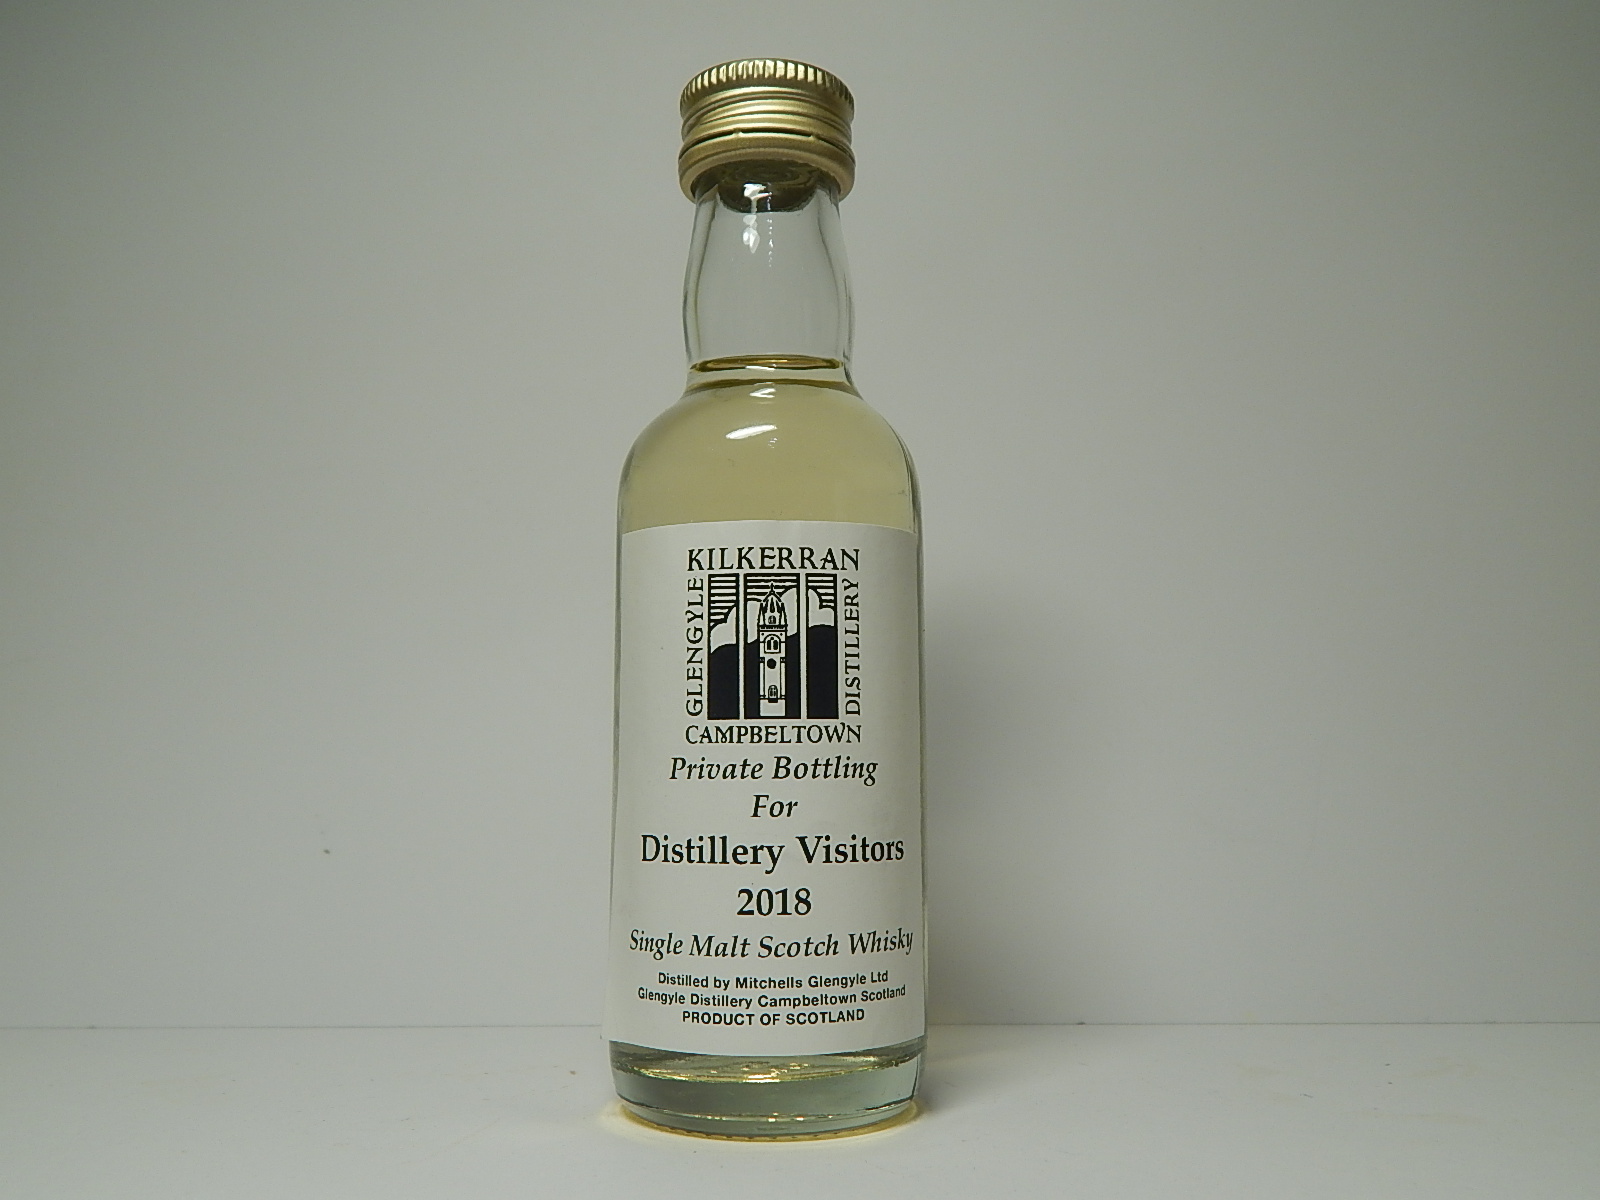 KILKERRAN
GLENGYLE
DISTILLERY
CAMPBELTOWN
Private Bottling
For
Distillery Visitors
2018
Single Malt Scotch Whisky
Distilled by Mitchells Glengyle Ltd
Glengyle Distillery Campbeltown Scotland
PRODUCT OF SCOTLAND